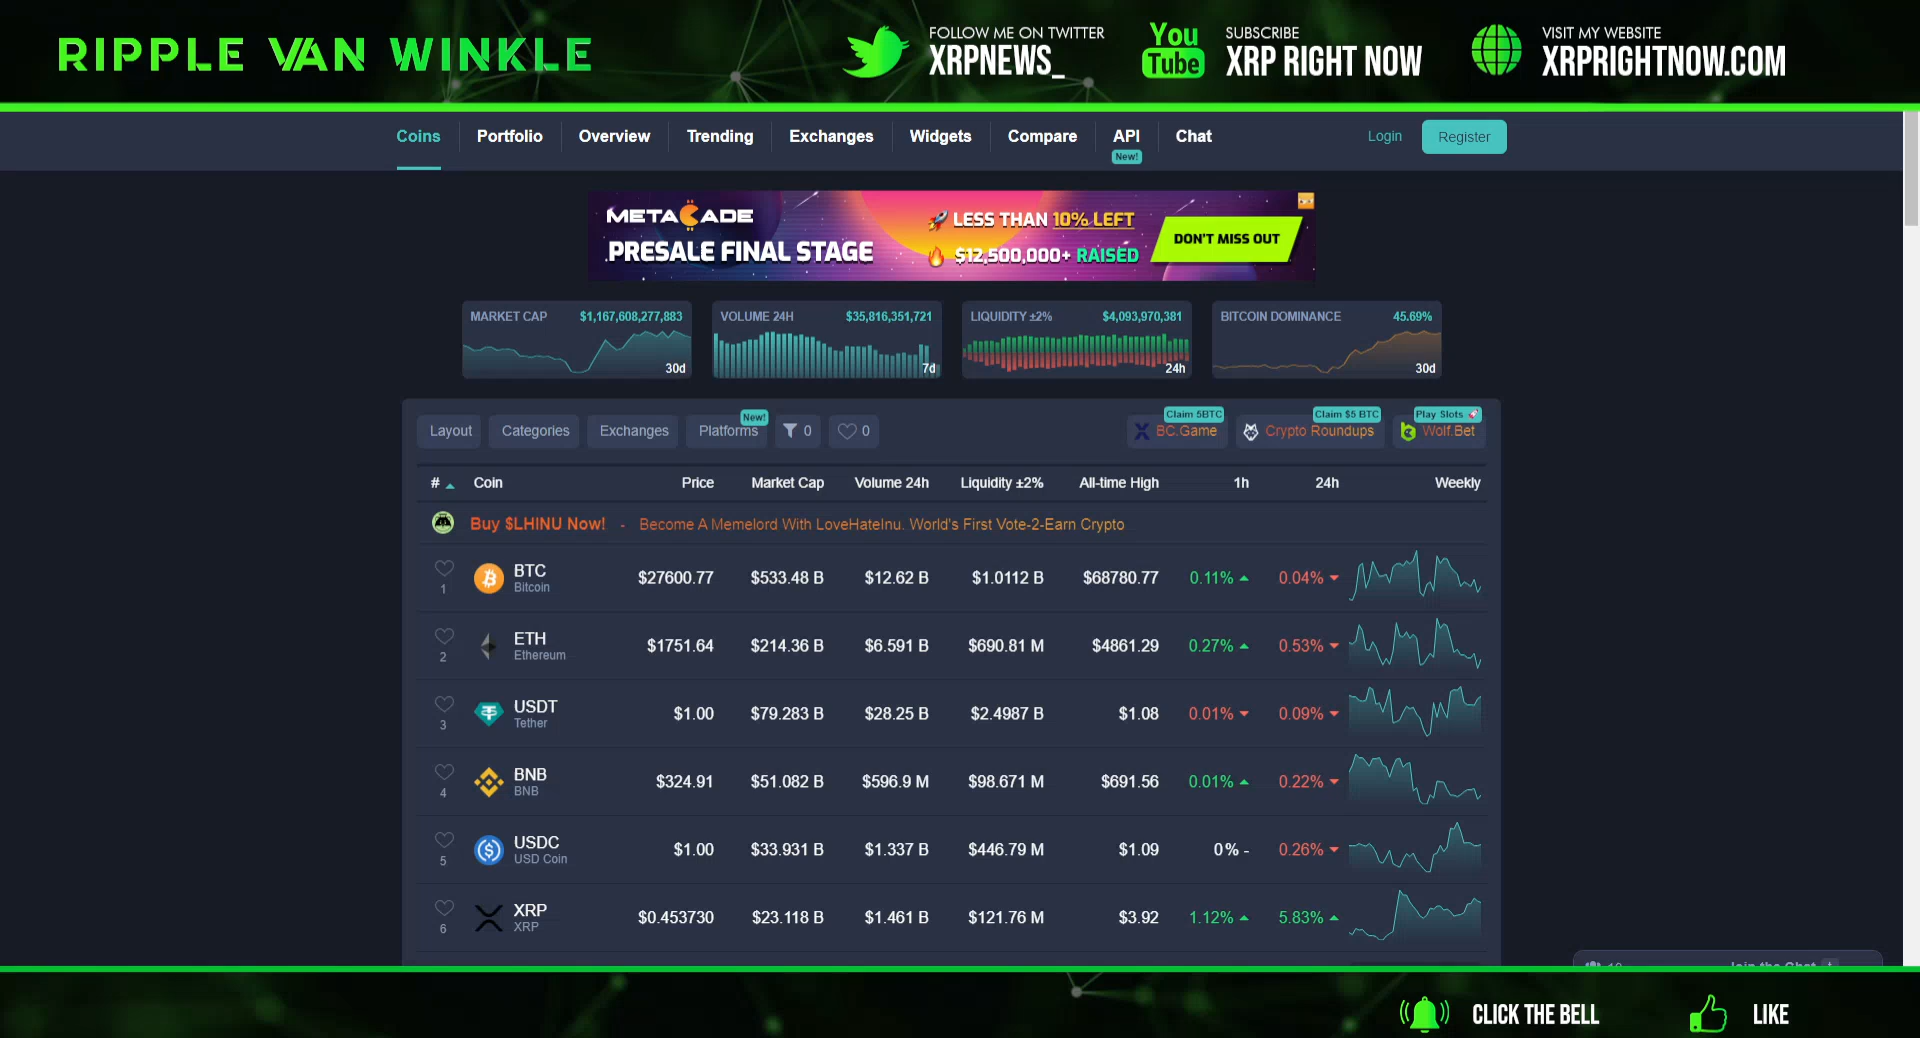 RIPPLE VAN WINKLE
FOLLOW ME ON TWITTER
XRPNEWS_
You
Tube
SUBSCRIBE
XRP RIGHT NOW
VISIT MY WEBSITE
XRPRIGHTNOW.COM
Coins Portfolio Overview Trending Exchanges Widgets Compare API Chat Login Register
New!
METACADE
PRESALE FINAL STAGE
LESS THAN 10% LEFT
$12,500,000+ RAISED
DON'T MISS OUT
MARKET CAP $1,167,608,277,883
30d
VOLUME 24H $35,816,351,721
7d
LIQUIDITY ±2% $4,093,970,381
24h
BITCOIN DOMINANCE 45.69%
30d
New! Claim 5BTC Claim $5 BTC Play Slots
Layout Categories Exchanges Platforms 0 0 BC.Game Crypto Roundups Wolf.Bet
# Coin Price Market Cap Volume 24h Liquidity ±2% All-time High 1h 24h Weekly
Buy $LHINU Now! - Become A Memelord With LoveHateInu. World's First Vote-2-Earn Crypto
1 BTC $27600.77 $533.48 B $12.62 B $1.0112 B $68780.77 0.11% 0.04%
Bitcoin
2 ETH $1751.64 $214.36 B $6.591 B $690.81 M $4861.29 0.27% 0.53%
Ethereum
3 USDT $1.00 $79.283 B $28.25 B $2.4987 B $1.08 0.01% 0.09%
Tether
4 BNB $324.91 $51.082 B $596.9 M $98.671 M $691.56 0.01% 0.22%
BNB
5 USDC $1.00 $33.931 B $1.337 B $446.79 M $1.09 0% - 0.26%
USD Coin
6 XRP $0.453730 $23.118 B $1.461 B $121.76 M $3.92 1.12% 5.83%
XRP
Join the Chat
CLICK THE BELL
LIKE